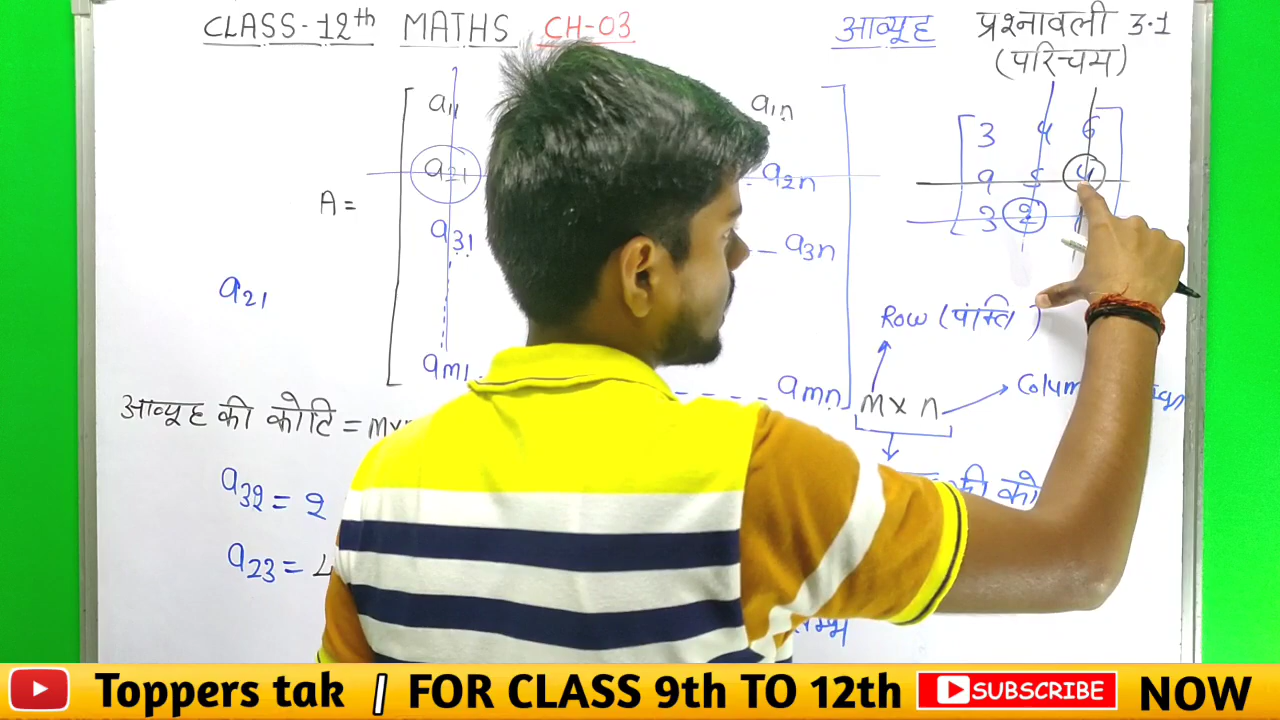 CLASS-12th MATHS CH-03 आव्यूह प्रश्नावली 3.1
(परिचय)
a11 a1n
a21 a2n
A =
a31 a3n
am1 amn
m x n
3 4 6
9 5 4
3 2 1
a21
Row (पंक्ति)
आव्यूह की कोटि =
a32 = 2
a23 = 4
Toppers tak | FOR CLASS 9th TO 12th SUBSCRIBE NOW